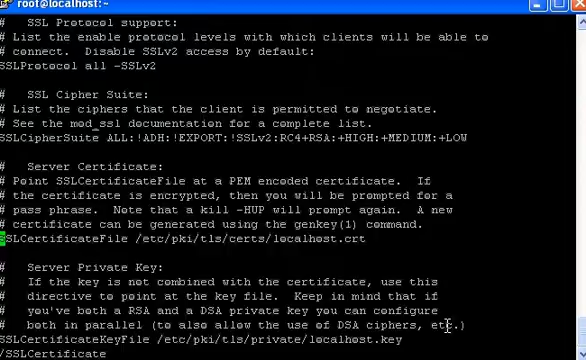 root@localhost:~
#   SSL Protocol support:
# List the enable protocol levels with which clients will be able to
# connect.  Disable SSLv2 access by default:
SSLProtocol all -SSLv2
#   SSL Cipher Suite:
# List the ciphers that the client is permitted to negotiate.
# See the mod_ssl documentation for a complete list.
SSLCipherSuite ALL:!ADH:!EXPORT:!SSLv2:RC4+RSA:+HIGH:+MEDIUM:+LOW
#   Server Certificate:
# Point SSLCertificateFile at a PEM encoded certificate.  If
# the certificate is encrypted, then you will be prompted for a
# pass phrase.  Note that a kill -HUP will prompt again.  A new
# certificate can be generated using the genkey(1) command.
SSLCertificateFile /etc/pki/tls/certs/localhost.crt
#   Server Private Key:
#   If the key is not combined with the certificate, use this
#   directive to point at the key file.  Keep in mind that if
#   you've both a RSA and a DSA private key you can configure
#   both in parallel (to also allow the use of DSA ciphers, etc.)
SSLCertificateKeyFile /etc/pki/tls/private/localhost.key
/SSLCertificate